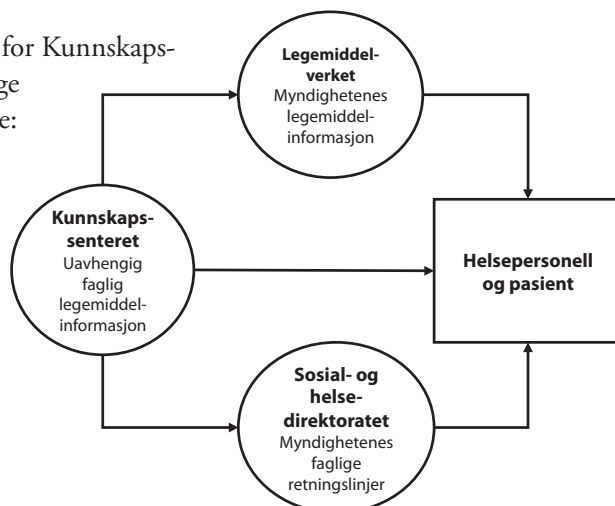 for Kunnskaps-
ge
e:
Legemiddel-
verket
Myndighetenes
legemiddel-
informasjon
Kunnskaps-
senteret
Uavhengig
faglig
legemiddel-
informasjon
Helsepersonell
og pasient
Sosial- og
helse-
direktoratet
Myndighetenes
faglige
retningslinjer